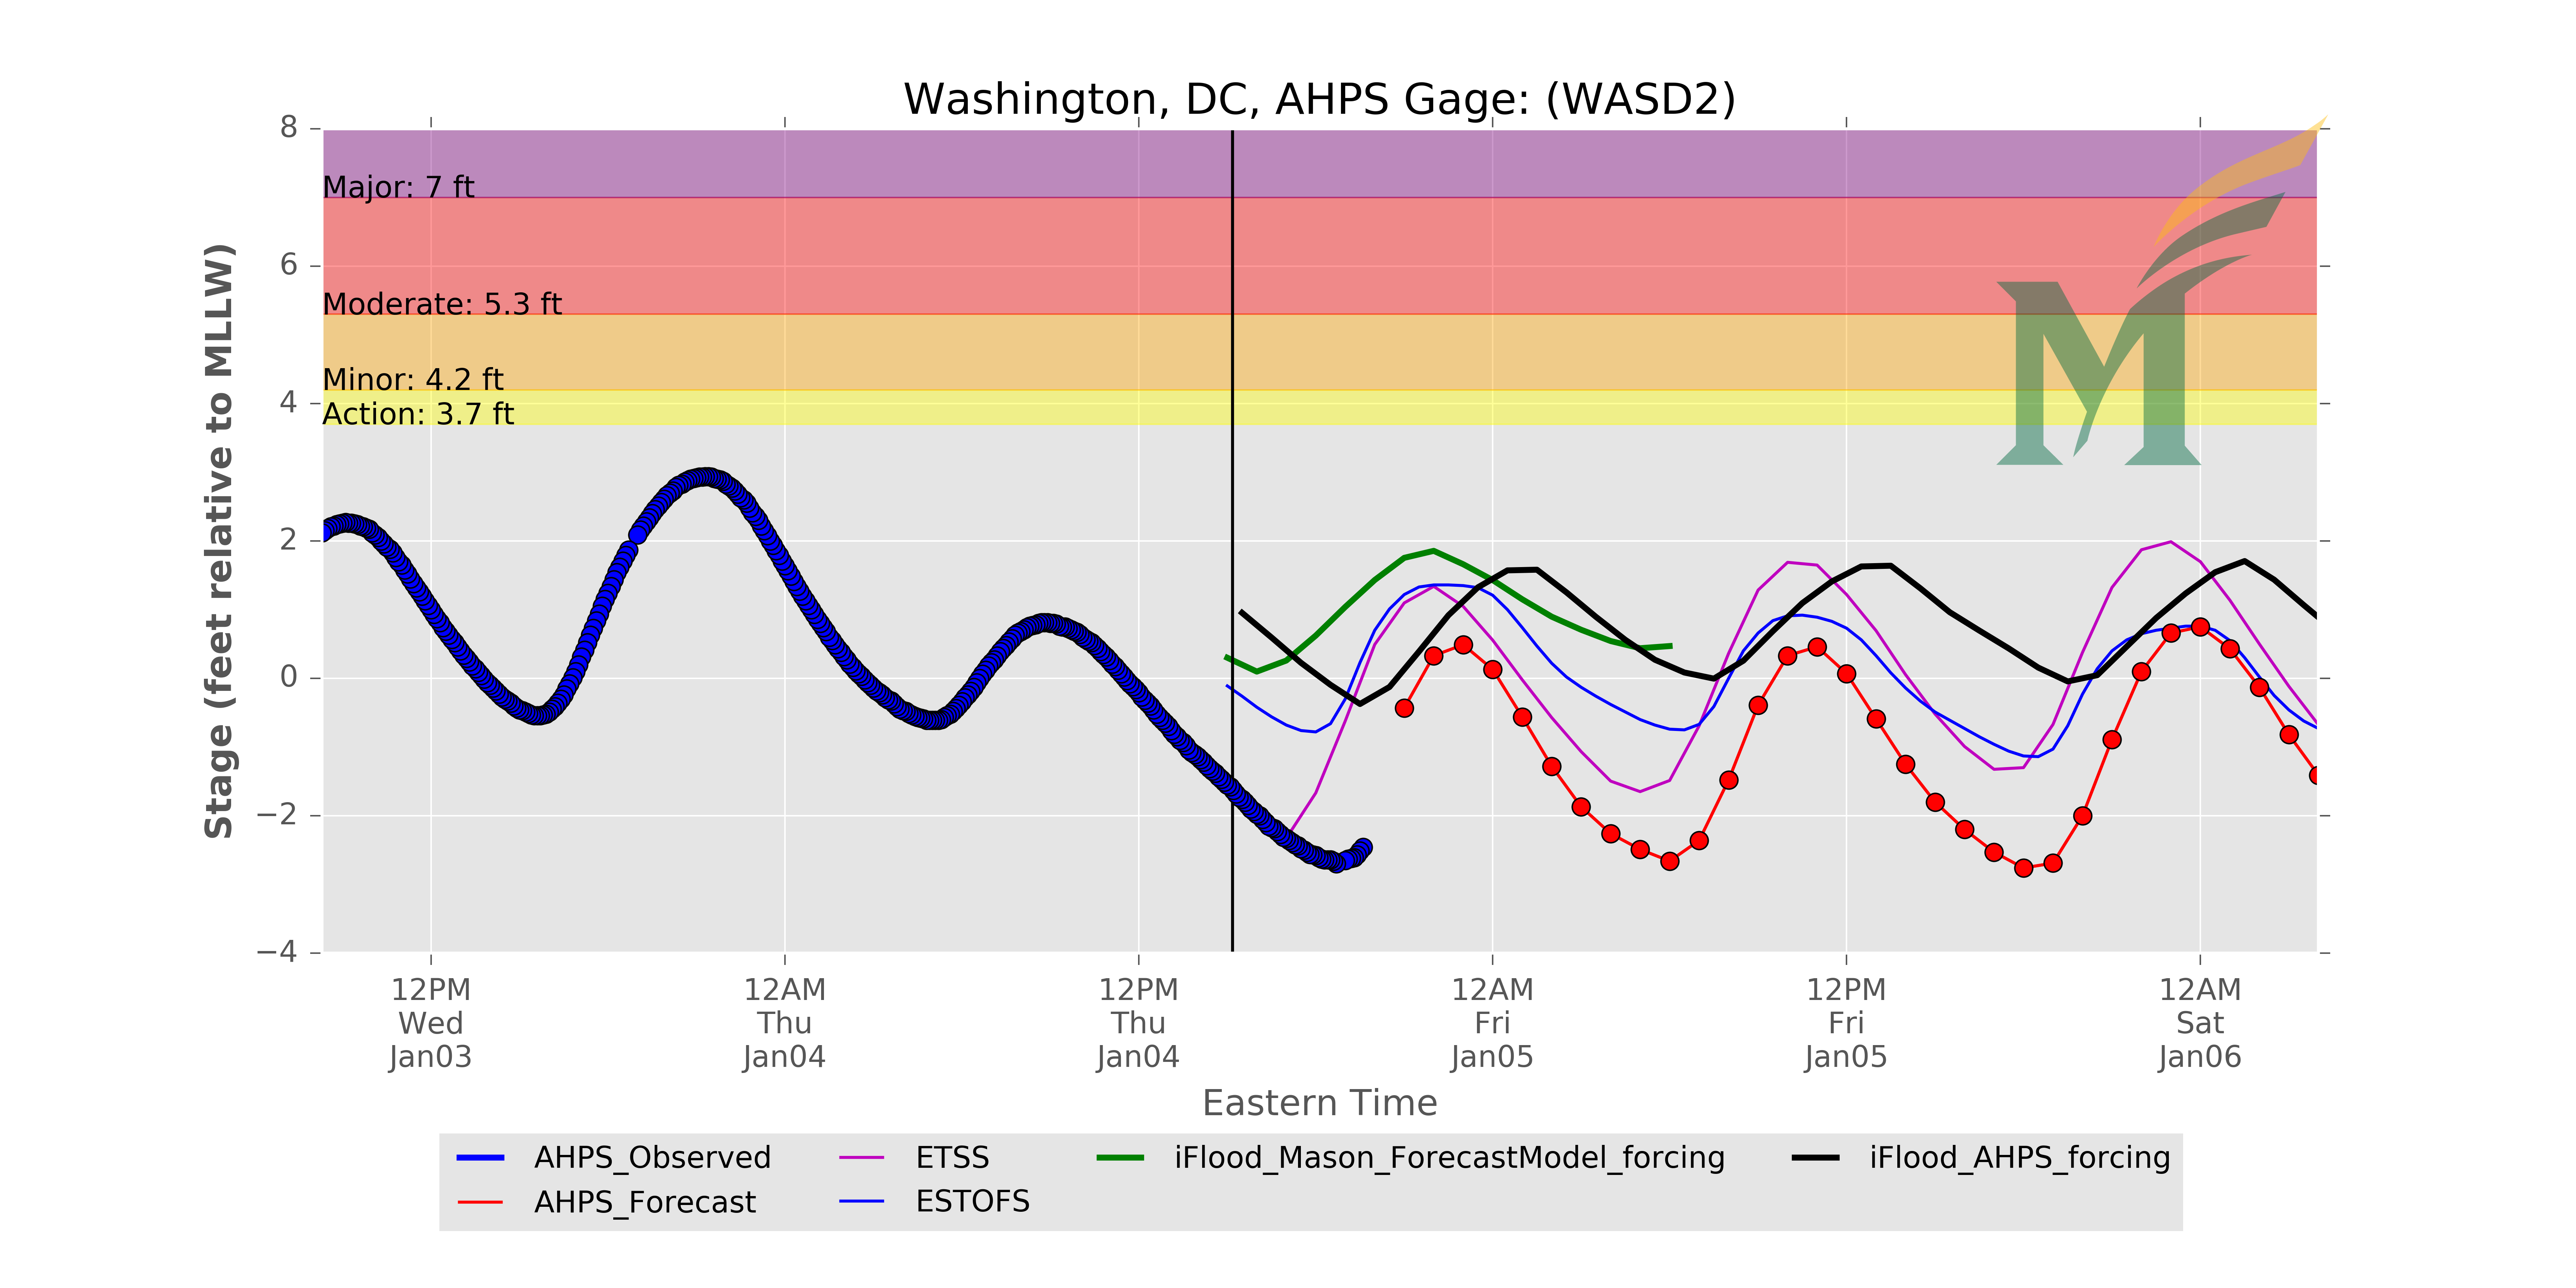 Washington, DC, AHPS Gage: (WASD2)
Stage (feet relative to MLLW)
8
6
4
2
0
−2
−4
Major: 7 ft
Moderate: 5.3 ft
Minor: 4.2 ft
Action: 3.7 ft
M
12PM
Wed
Jan03
12AM
Thu
Jan04
12PM
Thu
Jan04
12AM
Fri
Jan05
12PM
Fri
Jan05
12AM
Sat
Jan06
Eastern Time
AHPS_Observed
AHPS_Forecast
ETSS
ESTOFS
iFlood_Mason_ForecastModel_forcing
iFlood_AHPS_forcing